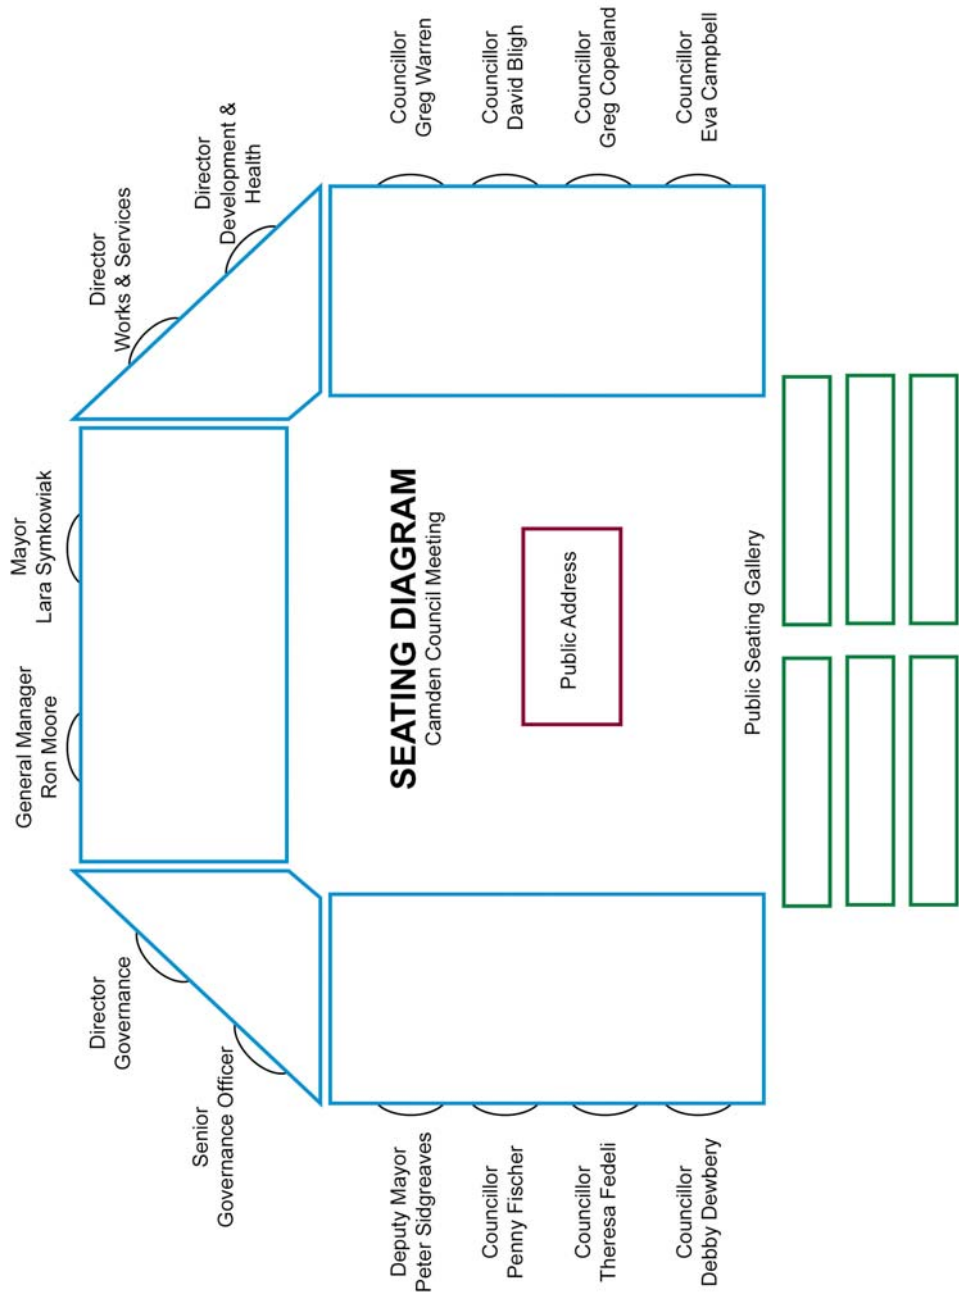 SEATING DIAGRAM
Camden Council Meeting
General Manager
Ron Moore
Mayor
Lara Symkowiak
Director
Governance
Senior
Governance Officer
Director
Works & Services
Director
Development &
Health
Deputy Mayor
Peter Sidgreaves
Councillor
Penny Fischer
Councillor
Theresa Fedeli
Councillor
Debby Dewbery
Councillor
Greg Warren
Councillor
David Bligh
Councillor
Greg Copeland
Councillor
Eva Campbell
Public Address
Public Seating Gallery